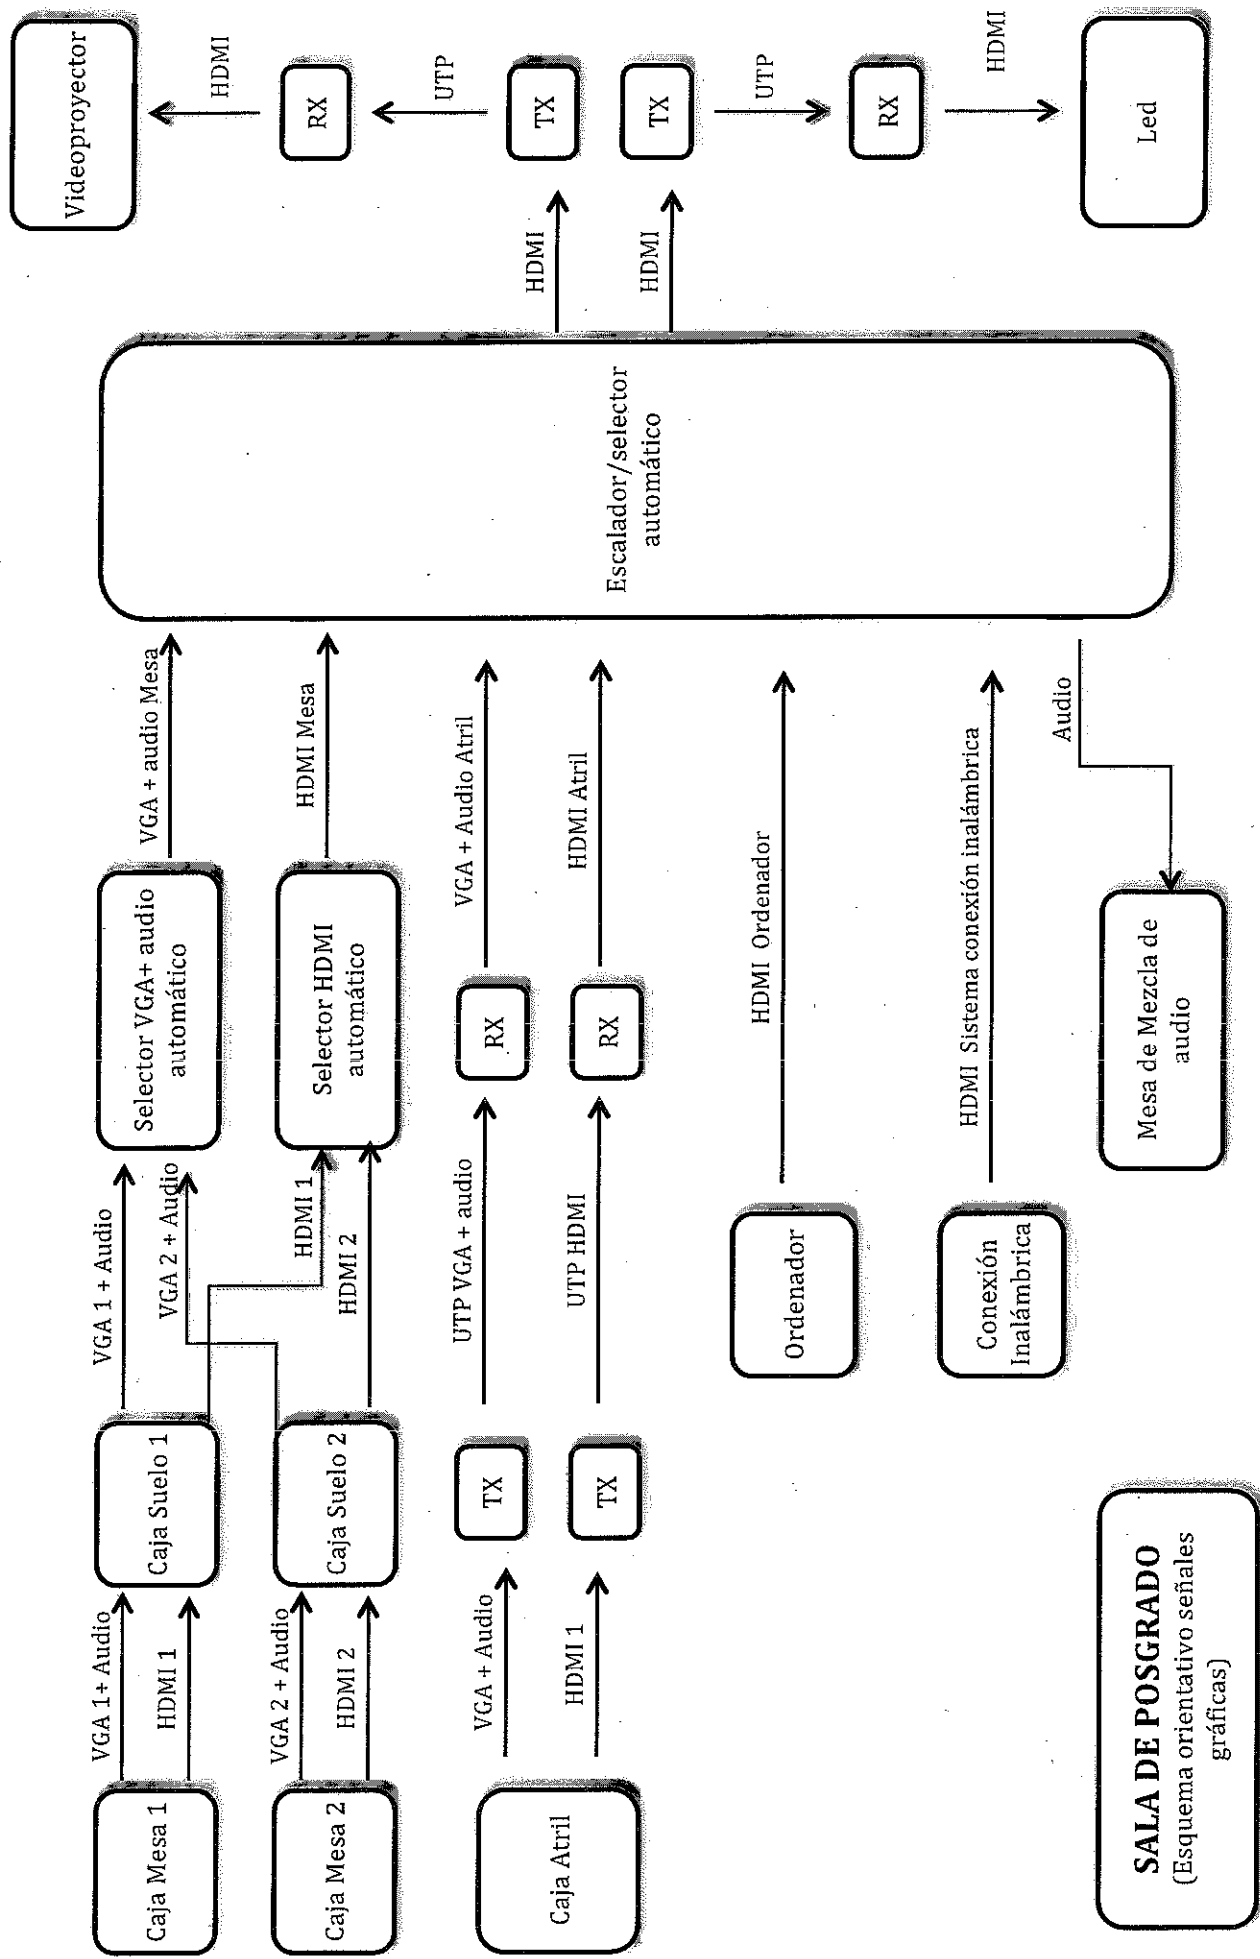 Caja Mesa 1
VGA 1+ Audio
HDMI 1
Caja Suelo 1
VGA 1 + Audio
VGA 2 + Audio
Selector VGA+ audio
automático
VGA + audio Mesa
Caja Mesa 2
VGA 2 + Audio
HDMI 2
Caja Suelo 2
HDMI 1
HDMI 2
Selector HDMI
automático
HDMI Mesa
Caja Atril
VGA + Audio
HDMI 1
TX
TX
UTP VGA + audio
UTP HDMI
RX
RX
VGA + Audio Atril
HDMI Atril
Ordenador
HDMI Ordenador
Conexión
Inalámbrica
HDMI Sistema conexión inalámbrica
Escalador/selector
automático
Audio
Mesa de Mezcla de
audio
HDMI
HDMI
TX
TX
UTP
UTP
RX
RX
HDMI
HDMI
Videoproyector
Led
SALA DE POSGRADO
(Esquema orientativo señales
gráficas)